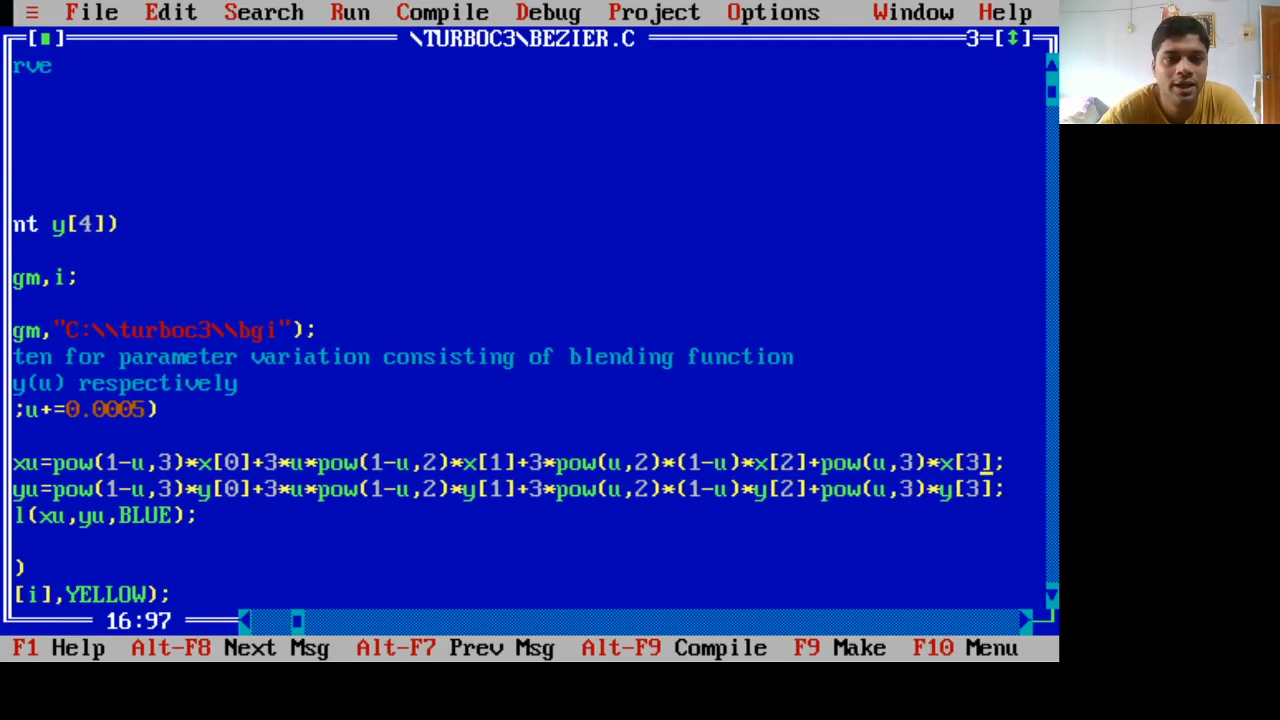 ≡ File Edit Search Run Compile Debug Project Options Window Help
[■] \TURBOC3\BEZIER.C 3=[↕]
rve
nt y[4])
gm,i;
gm,"C:\\turboc3\\bgi");
ten for parameter variation consisting of blending function
y(u) respectively
;u+=0.0005)
xu=pow(1-u,3)*x[0]+3*u*pow(1-u,2)*x[1]+3*pow(u,2)*(1-u)*x[2]+pow(u,3)*x[3];
yu=pow(1-u,3)*y[0]+3*u*pow(1-u,2)*y[1]+3*pow(u,2)*(1-u)*y[2]+pow(u,3)*y[3];
l(xu,yu,BLUE);
)
[i],YELLOW);
16:97
F1 Help Alt-F8 Next Msg Alt-F7 Prev Msg Alt-F9 Compile F9 Make F10 Menu